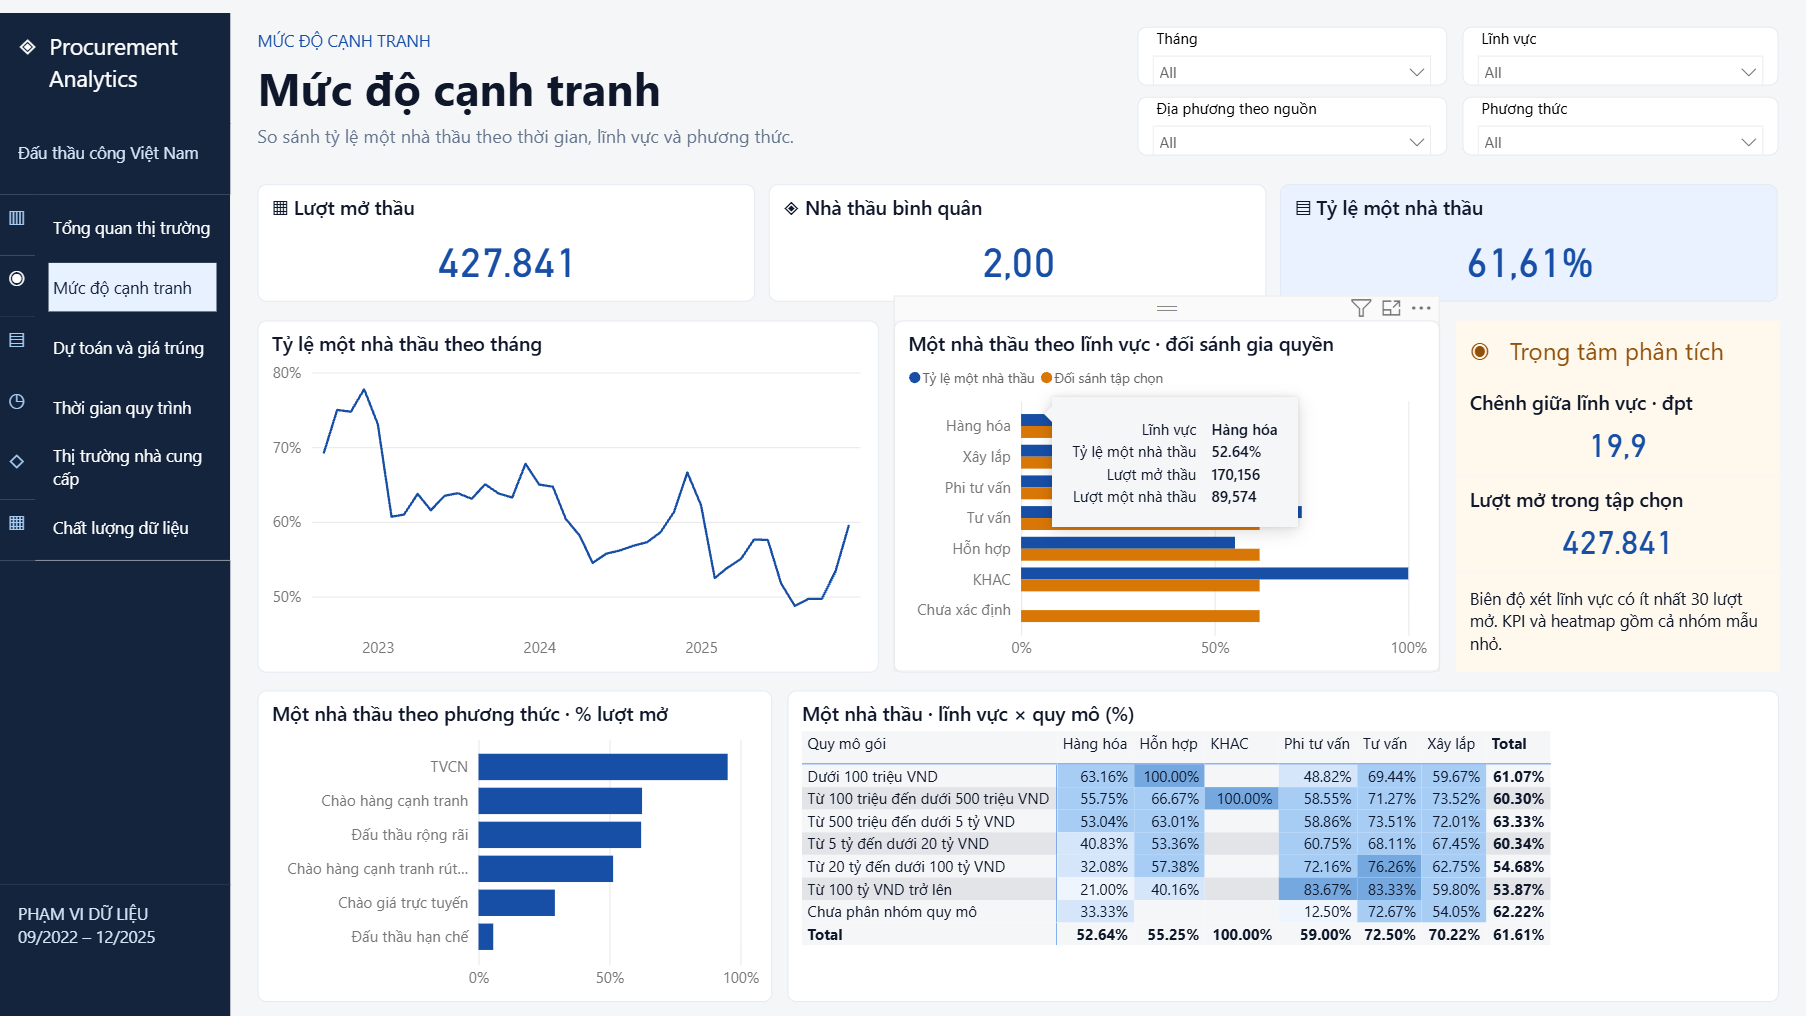 Procurement
Analytics
Đấu thầu công Việt Nam
Tổng quan thị trường
Mức độ cạnh tranh
Dự toán và giá trúng
Thời gian quy trình
Thị trường nhà cung
cấp
Chất lượng dữ liệu
PHẠM VI DỮ LIỆU
09/2022 – 12/2025
MỨC ĐỘ CẠNH TRANH
Mức độ cạnh tranh
So sánh tỷ lệ một nhà thầu theo thời gian, lĩnh vực và phương thức.
Tháng
All
Lĩnh vực
All
Địa phương theo nguồn
All
Phương thức
All
Lượt mở thầu
427.841
Nhà thầu bình quân
2,00
Tỷ lệ một nhà thầu
61,61%
Tỷ lệ một nhà thầu theo tháng
80%
70%
60%
50%
2023 2024 2025
Một nhà thầu theo lĩnh vực · đối sánh gia quyền
Tỷ lệ một nhà thầu Đối sánh tập chọn
Hàng hóa
Xây lắp
Phi tư vấn
Tư vấn
Hỗn hợp
KHAC
Chưa xác định
0% 50% 100%
Lĩnh vực Hàng hóa
Tỷ lệ một nhà thầu 52.64%
Lượt mở thầu 170,156
Lượt một nhà thầu 89,574
Trọng tâm phân tích
Chênh giữa lĩnh vực · đpt
19,9
Lượt mở trong tập chọn
427.841
Biên độ xét lĩnh vực có ít nhất 30 lượt
mở. KPI và heatmap gồm cả nhóm mẫu
nhỏ.
Một nhà thầu theo phương thức · % lượt mở
TVCN
Chào hàng cạnh tranh
Đấu thầu rộng rãi
Chào hàng cạnh tranh rút...
Chào giá trực tuyến
Đấu thầu hạn chế
0% 50% 100%
Một nhà thầu · lĩnh vực × quy mô (%)
Quy mô gói Hàng hóa Hỗn hợp KHAC Phi tư vấn Tư vấn Xây lắp Total
Dưới 100 triệu VND 63.16% 100.00% 48.82% 69.44% 59.67% 61.07%
Từ 100 triệu đến dưới 500 triệu VND 55.75% 66.67% 100.00% 58.55% 71.27% 73.52% 60.30%
Từ 500 triệu đến dưới 5 tỷ VND 53.04% 63.01% 58.86% 73.51% 72.01% 63.33%
Từ 5 tỷ đến dưới 20 tỷ VND 40.83% 53.36% 60.75% 68.11% 67.45% 60.34%
Từ 20 tỷ đến dưới 100 tỷ VND 32.08% 57.38% 72.16% 76.26% 62.75% 54.68%
Từ 100 tỷ VND trở lên 21.00% 40.16% 83.67% 83.33% 59.80% 53.87%
Chưa phân nhóm quy mô 33.33% 12.50% 72.67% 54.05% 62.22%
Total 52.64% 55.25% 100.00% 59.00% 72.50% 70.22% 61.61%